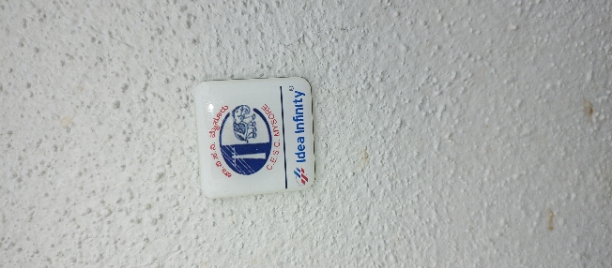 ಚಾ.ವಿ.ಸ.ನಿ. ಮೈಸೂರು
C.E.S.C. MYSORE
Idea Infinity